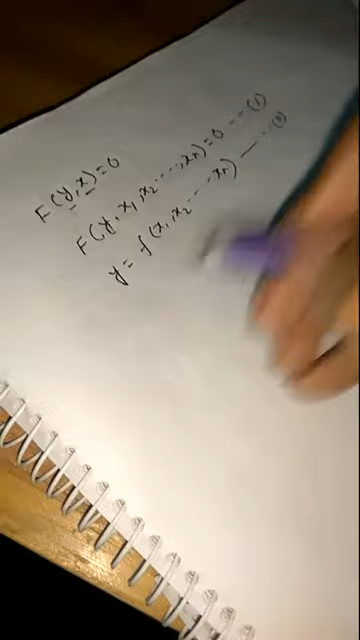 F(y,x)=0
F(y,x₁,x₂....,xₙ)=0 --- (1)
y = f(x₁,x₂---xₙ) --- (2)